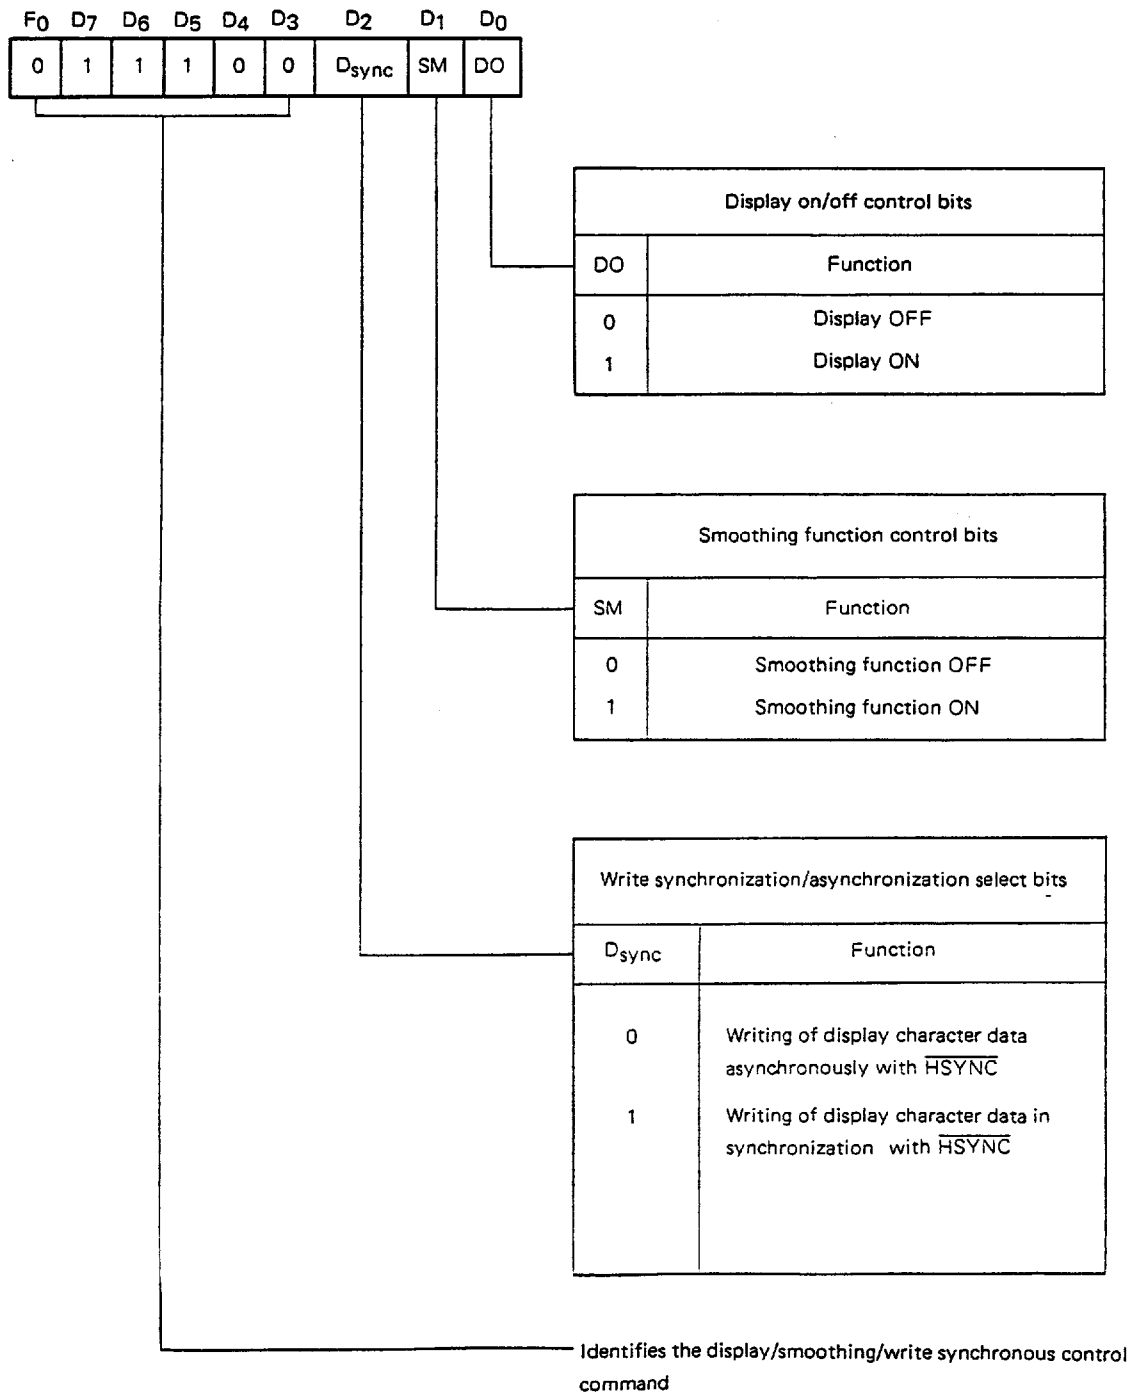 F0 D7 D6 D5 D4 D3 D2 D1 D0
0 1 1 1 0 0 Dsync SM DO
Display on/off control bits
DO Function
0 Display OFF
1 Display ON
Smoothing function control bits
SM Function
0 Smoothing function OFF
1 Smoothing function ON
Write synchronization/asynchronization select bits
Dsync Function
0 Writing of display character data
asynchronously with HSYNC
1 Writing of display character data in
synchronization with HSYNC
Identifies the display/smoothing/write synchronous control
command